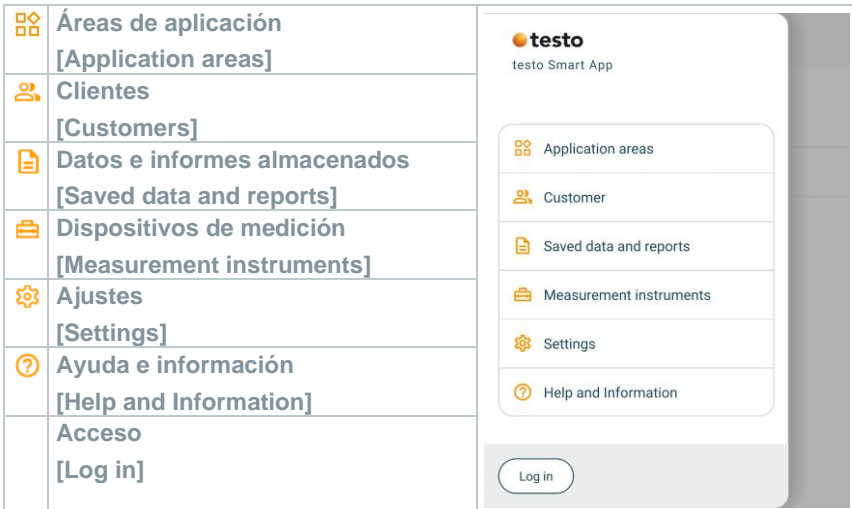 Áreas de aplicación
[Application areas]
Clientes
[Customers]
Datos e informes almacenados
[Saved data and reports]
Dispositivos de medición
[Measurement instruments]
Ajustes
[Settings]
Ayuda e información
[Help and Information]
Acceso
[Log in]
testo
testo Smart App
Application areas
Customer
Saved data and reports
Measurement instruments
Settings
Help and Information
Log in